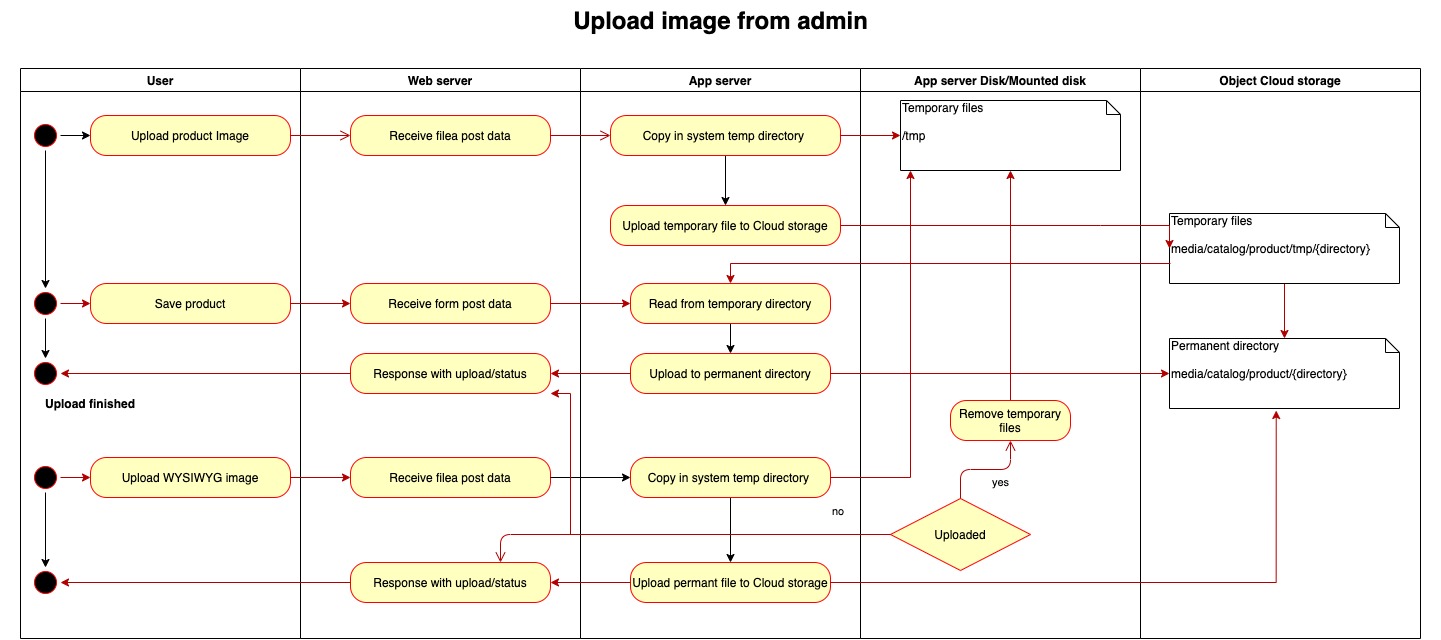 Upload image from admin
User
Web server
App server
App server Disk/Mounted disk
Object Cloud storage
Temporary files
/tmp
Upload product Image
Receive filea post data
Copy in system temp directory
Upload temporary file to Cloud storage
Temporary files
media/catalog/product/tmp/{directory}
Save product
Receive form post data
Read from temporary directory
Permanent directory
media/catalog/product/{directory}
Response with upload/status
Upload to permanent directory
Upload finished
Remove temporary
files
Upload WYSIWYG image
Receive filea post data
Copy in system temp directory
yes
no
Uploaded
Response with upload/status
Upload permant file to Cloud storage